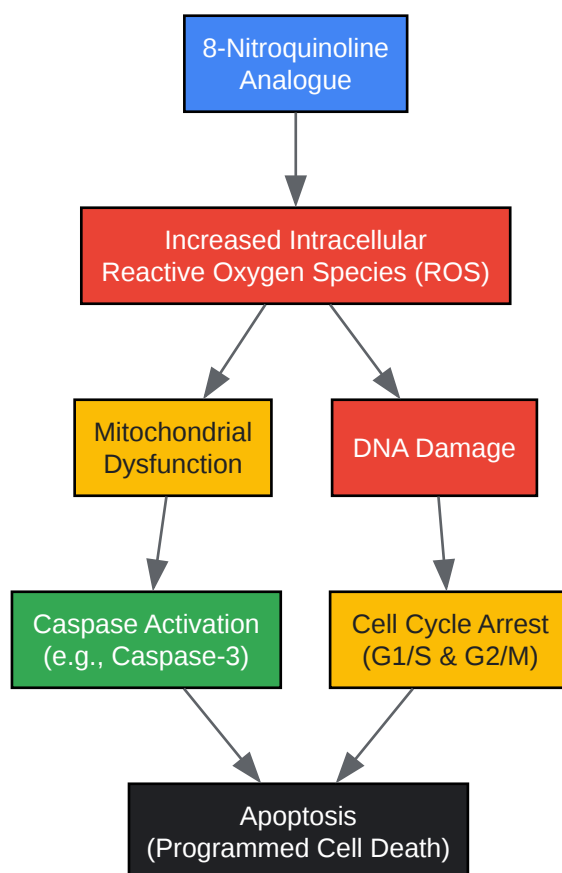 8-Nitroquinoline
Analogue
Increased Intracellular
Reactive Oxygen Species (ROS)
Mitochondrial
Dysfunction
DNA Damage
Caspase Activation
(e.g., Caspase-3)
Cell Cycle Arrest
(G1/S & G2/M)
Apoptosis
(Programmed Cell Death)